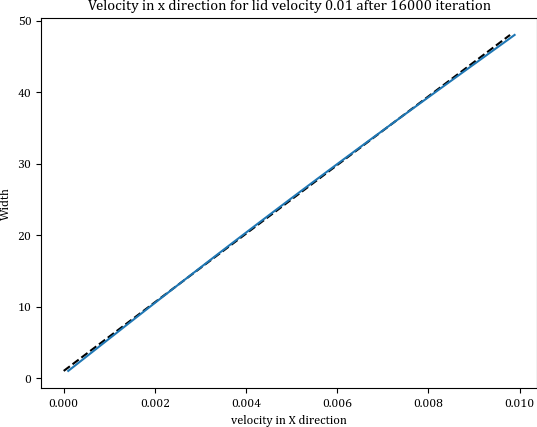 Velocity in x direction for lid velocity 0.01 after 16000 iteration
50
40
30
20
10
0
Width
0.000 0.002 0.004 0.006 0.008 0.010
velocity in X direction